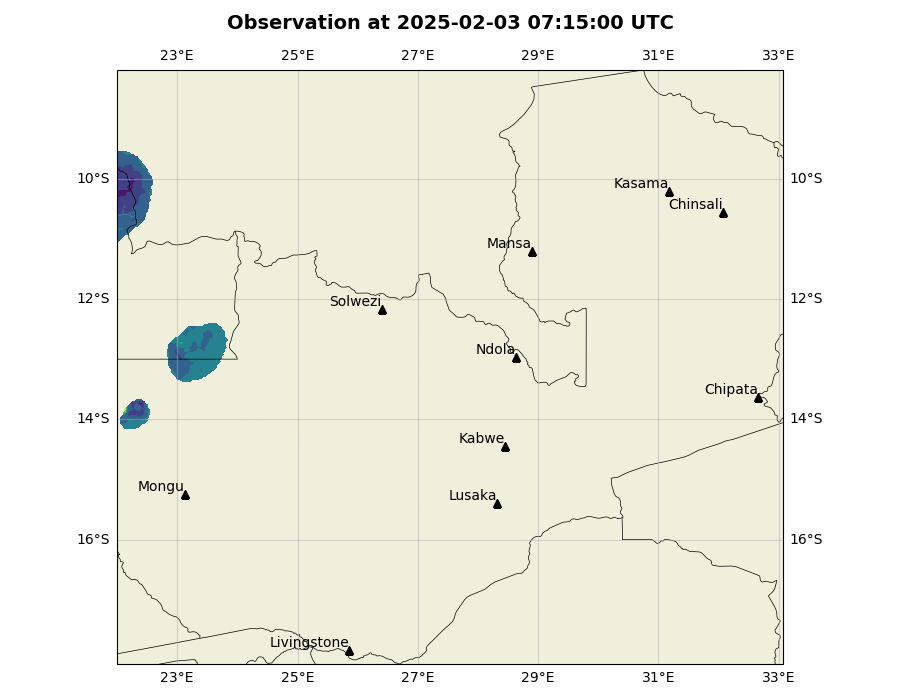 Observation at 2025-02-03 07:15:00 UTC
23°E 25°E 27°E 29°E 31°E 33°E
10°S 10°S
Kasama
Chinsali
Mansa
12°S 12°S
Solwezi
Ndola
Chipata
14°S 14°S
Kabwe
Mongu
Lusaka
16°S 16°S
Livingstone
23°E 25°E 27°E 29°E 31°E 33°E